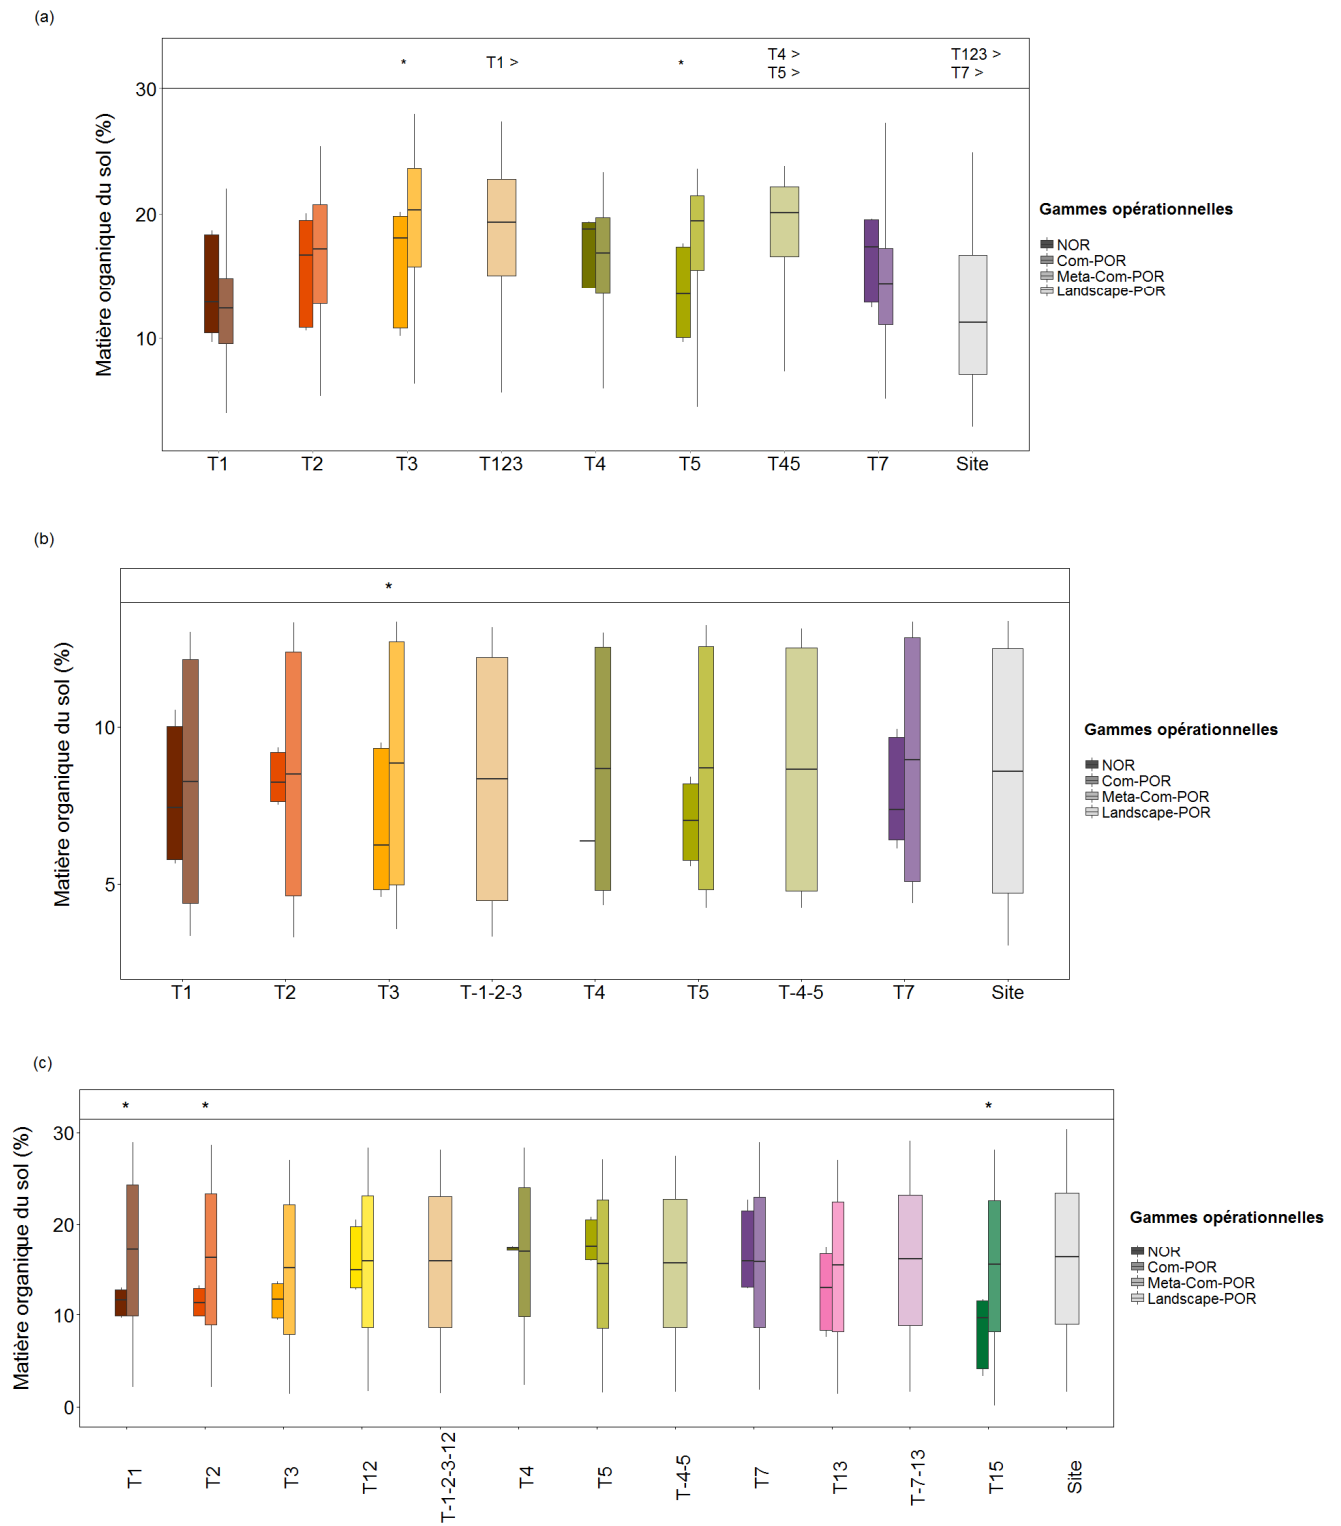 (a)
* T1 > * T4 > T123 >
T5 > T7 >
Matière organique du sol (%)
30
20
10
T1 T2 T3 T123 T4 T5 T45 T7 Site
Gammes opérationnelles
NOR
Com-POR
Meta-Com-POR
Landscape-POR
(b)
*
Matière organique du sol (%)
10
5
T1 T2 T3 T-1-2-3 T4 T5 T-4-5 T7 Site
Gammes opérationnelles
NOR
Com-POR
Meta-Com-POR
Landscape-POR
(c)
* * *
Matière organique du sol (%)
30
20
10
0
T1 T2 T3 T12 T-1-2-3-12 T4 T5 T-4-5 T7 T13 T-7-13 T15 Site
Gammes opérationnelles
NOR
Com-POR
Meta-Com-POR
Landscape-POR